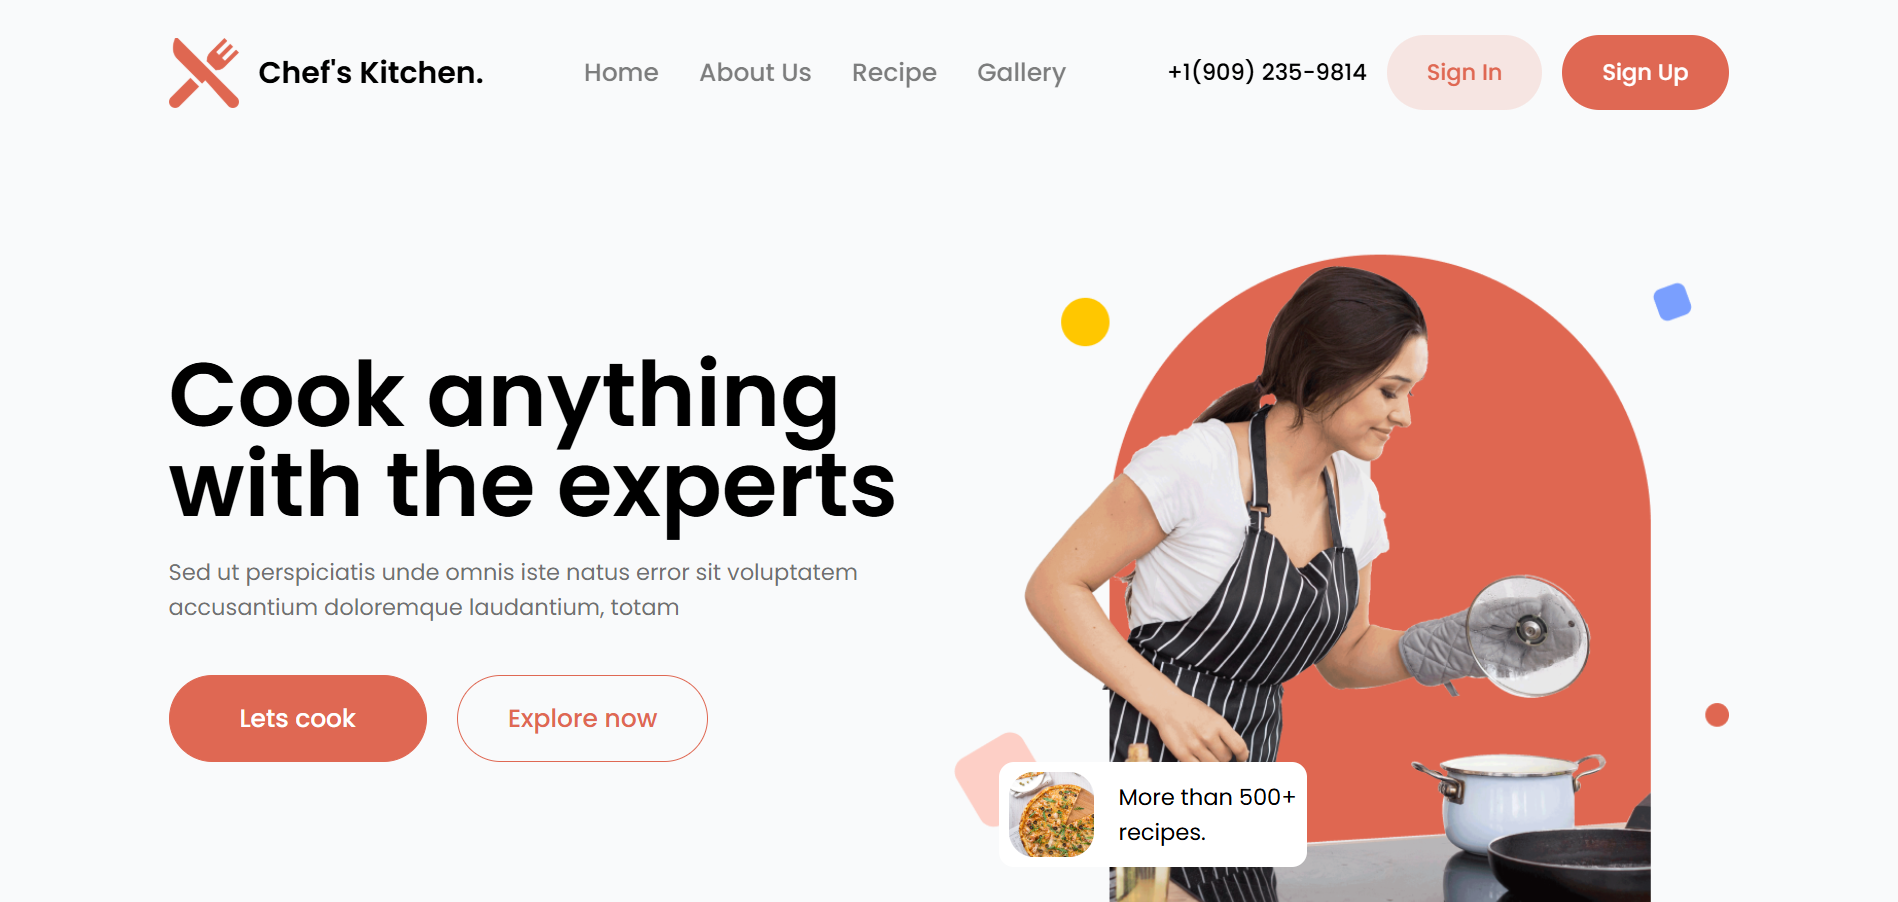 Chef's Kitchen.
Home About Us Recipe Gallery
+1(909) 235-9814
Sign In
Sign Up
Cook anything
with the experts
Sed ut perspiciatis unde omnis iste natus error sit voluptatem
accusantium doloremque laudantium, totam
Lets cook
Explore now
More than 500+
recipes.